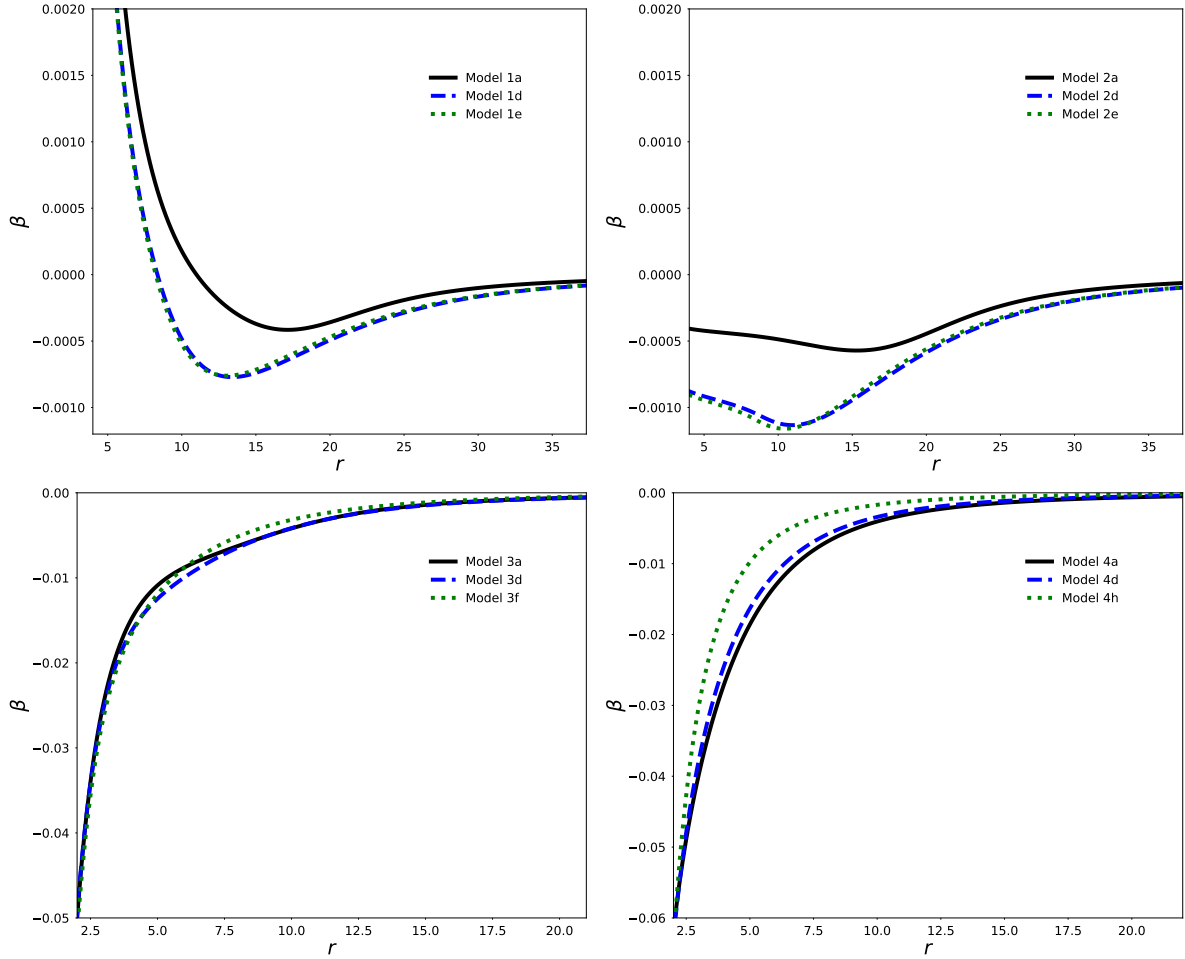 0.0020
0.0015
0.0010
0.0005
0.0000
−0.0005
−0.0010
β
5 10 15 20 25 30 35
r
Model 1a
Model 1d
Model 1e
0.0020
0.0015
0.0010
0.0005
0.0000
−0.0005
−0.0010
β
5 10 15 20 25 30 35
r
Model 2a
Model 2d
Model 2e
0.00
−0.01
−0.02
−0.03
−0.04
−0.05
β
2.5 5.0 7.5 10.0 12.5 15.0 17.5 20.0
r
Model 3a
Model 3d
Model 3f
0.00
−0.01
−0.02
−0.03
−0.04
−0.05
−0.06
β
2.5 5.0 7.5 10.0 12.5 15.0 17.5 20.0
r
Model 4a
Model 4d
Model 4h